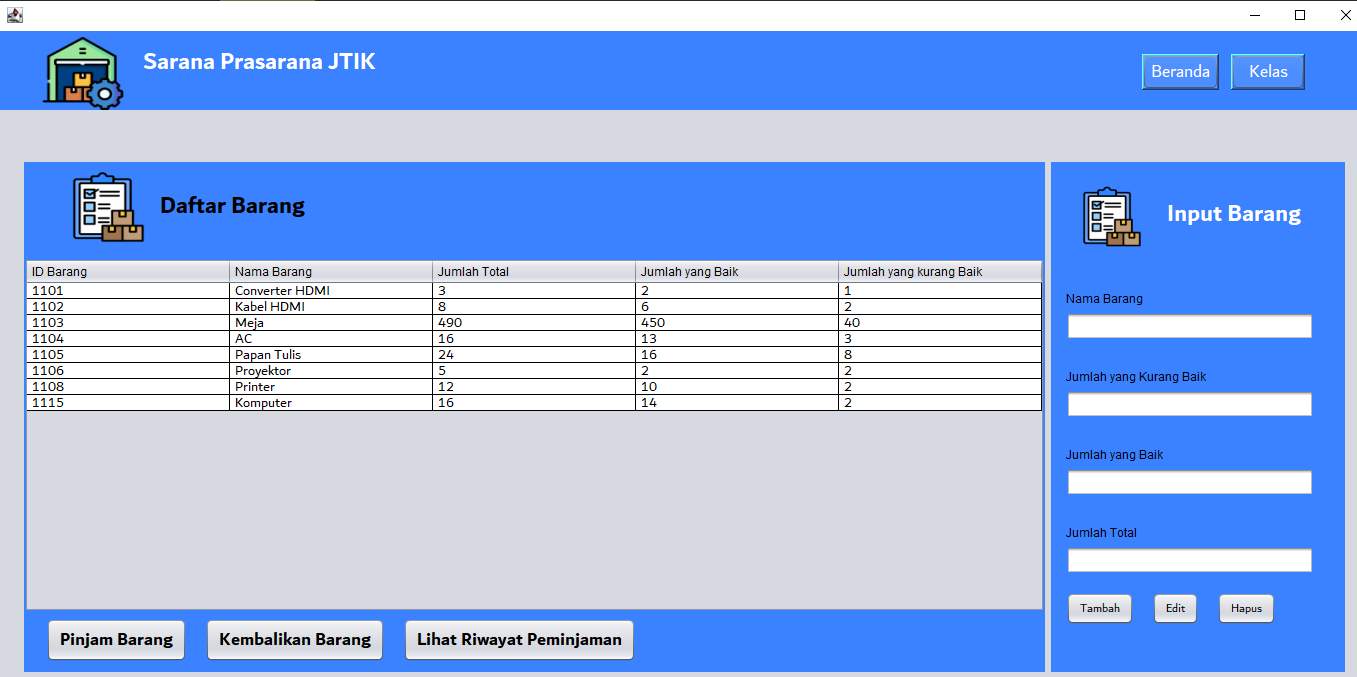 Sarana Prasarana JTIK
Beranda Kelas
Daftar Barang
ID Barang Nama Barang Jumlah Total Jumlah yang Baik Jumlah yang kurang Baik
1101 Converter HDMI 3 2 1
1102 Kabel HDMI 8 6 2
1103 Meja 490 450 40
1104 AC 16 13 3
1105 Papan Tulis 24 16 8
1106 Proyektor 5 2 2
1108 Printer 12 10 2
1115 Komputer 16 14 2
Pinjam Barang Kembalikan Barang Lihat Riwayat Peminjaman
Input Barang
Nama Barang
Jumlah yang Kurang Baik
Jumlah yang Baik
Jumlah Total
Tambah Edit Hapus